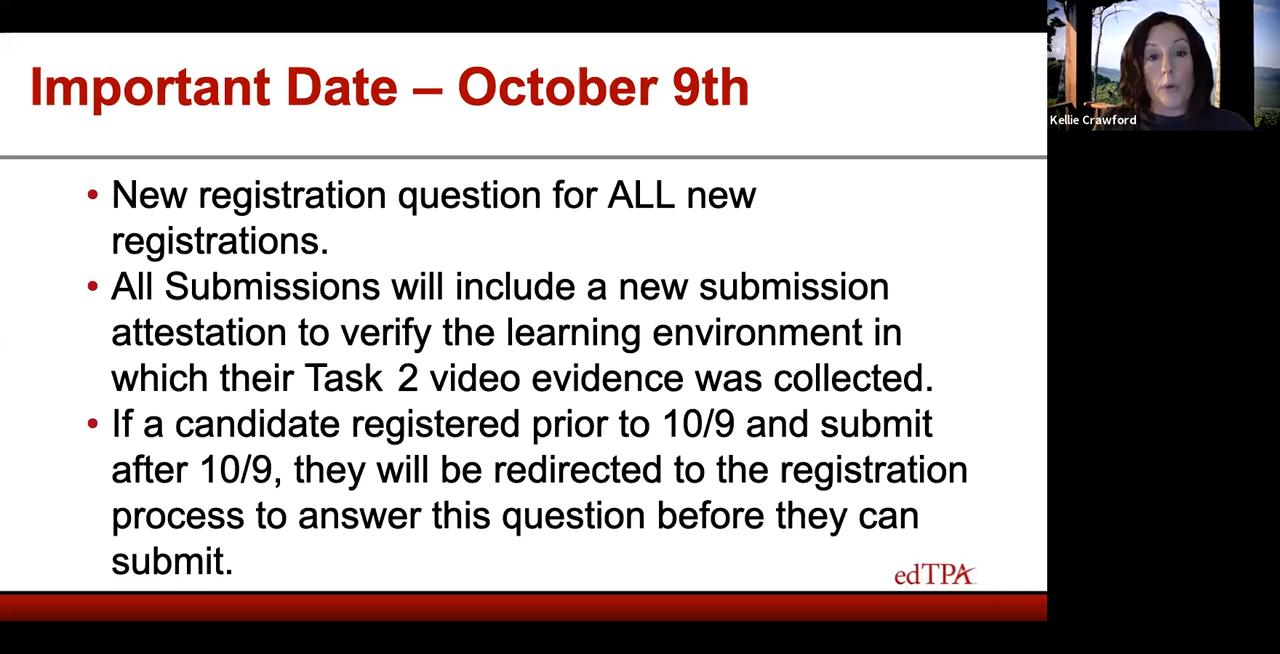 Important Date – October 9th
Kellie Crawford
• New registration question for ALL new
registrations.
• All Submissions will include a new submission
attestation to verify the learning environment in
which their Task 2 video evidence was collected.
• If a candidate registered prior to 10/9 and submit
after 10/9, they will be redirected to the registration
process to answer this question before they can
submit.
edTPA